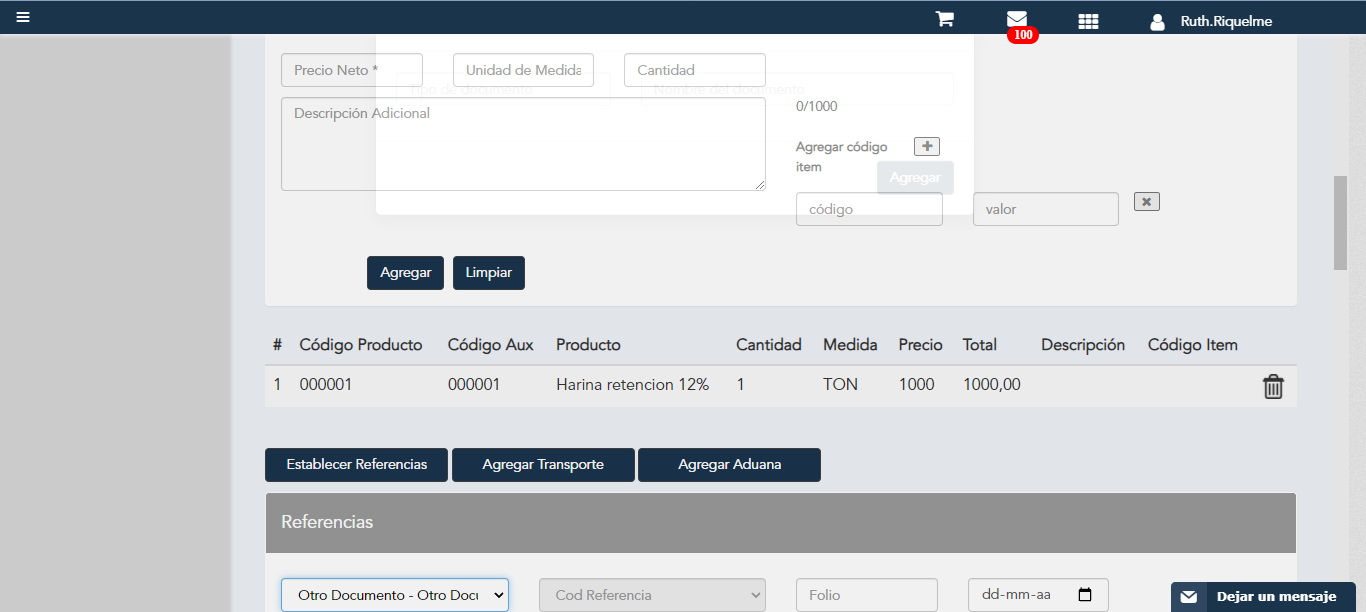 Ruth.Riquelme
100
Precio Neto *
Unidad de Medida
Cantidad
Tipo de documento
Nombre del documento
Descripción Adicional
0/1000
Agregar código
item
Agregar
código
valor
Agregar
Limpiar
# Código Producto Código Aux Producto Cantidad Medida Precio Total Descripción Código Item
1 000001 000001 Harina retencion 12% 1 TON 1000 1000,00
Establecer Referencias
Agregar Transporte
Agregar Aduana
Referencias
Otro Documento - Otro Docu
Cod Referencia
Folio
dd-mm-aa
Dejar un mensaje